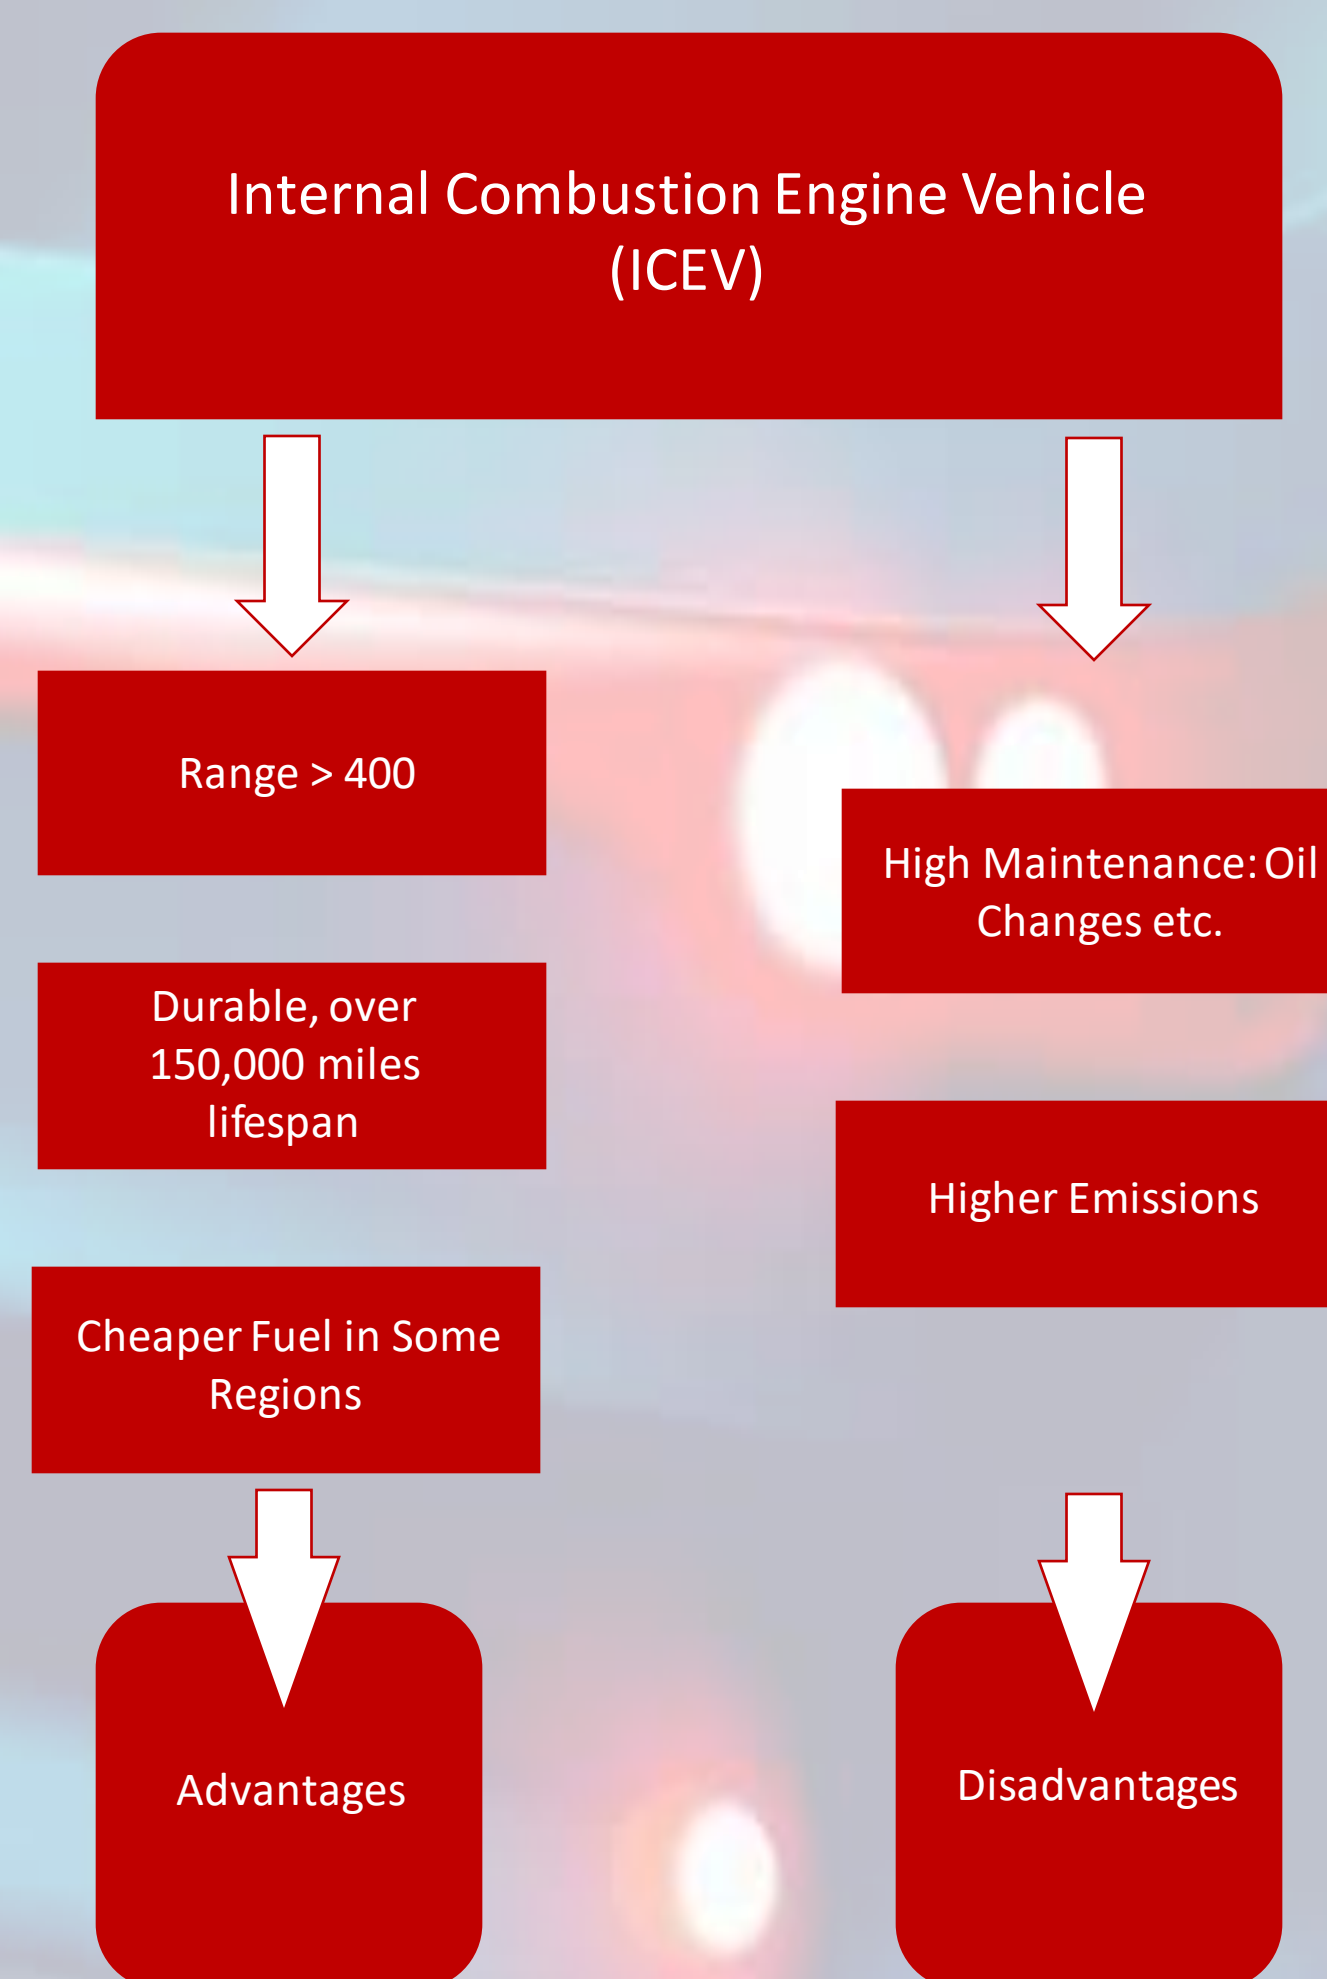 Internal Combustion Engine Vehicle
(ICEV)
Range > 400
Durable, over
150,000 miles
lifespan
Cheaper Fuel in Some
Regions
Advantages
High Maintenance: Oil
Changes etc.
Higher Emissions
Disadvantages